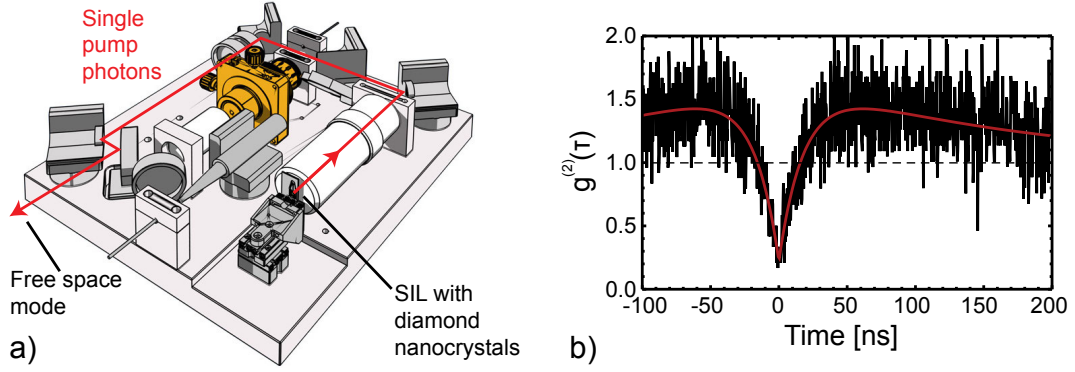 Single
pump
photons
Free space
mode
SIL with
diamond
nanocrystals
a)
2.0
1.5
1.0
0.5
0.0
g⁽²⁾(τ)
-100 -50 0 50 100 150 200
Time [ns]
b)